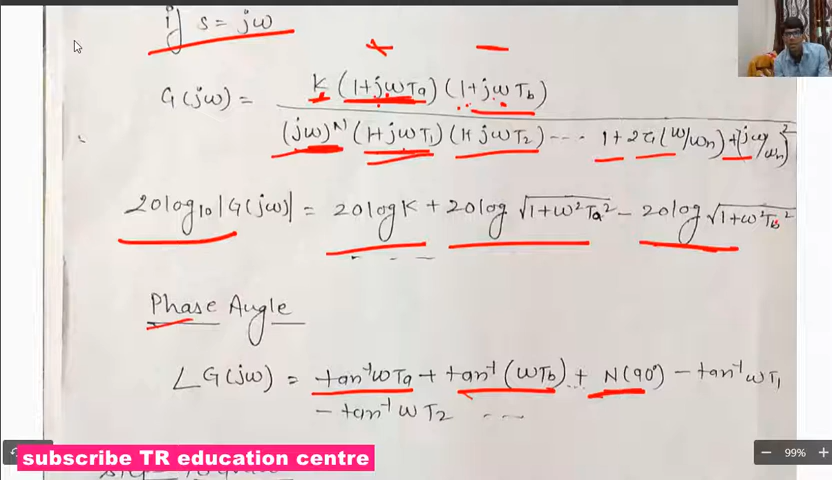 if s = jω
+ −
G(jω) = K (1+jωTa) (1+jωTb)
(jω)^N (1+jωT1) (1+jωT2) --- 1 + 2ζ(ω/ωn) + (jω/ωn)²
20log10|G(jω)| = 20logK + 20log √1+ω²Ta² − 20log √1+ω²Tb²
-- - - -
Phase Angle
∠G(jω) = tan⁻¹ωTa + tan⁻¹(ωTb) + N(90°) − tan⁻¹ωT1
− tan⁻¹ωT2 ---
subscribe TR education centre
− 99% +